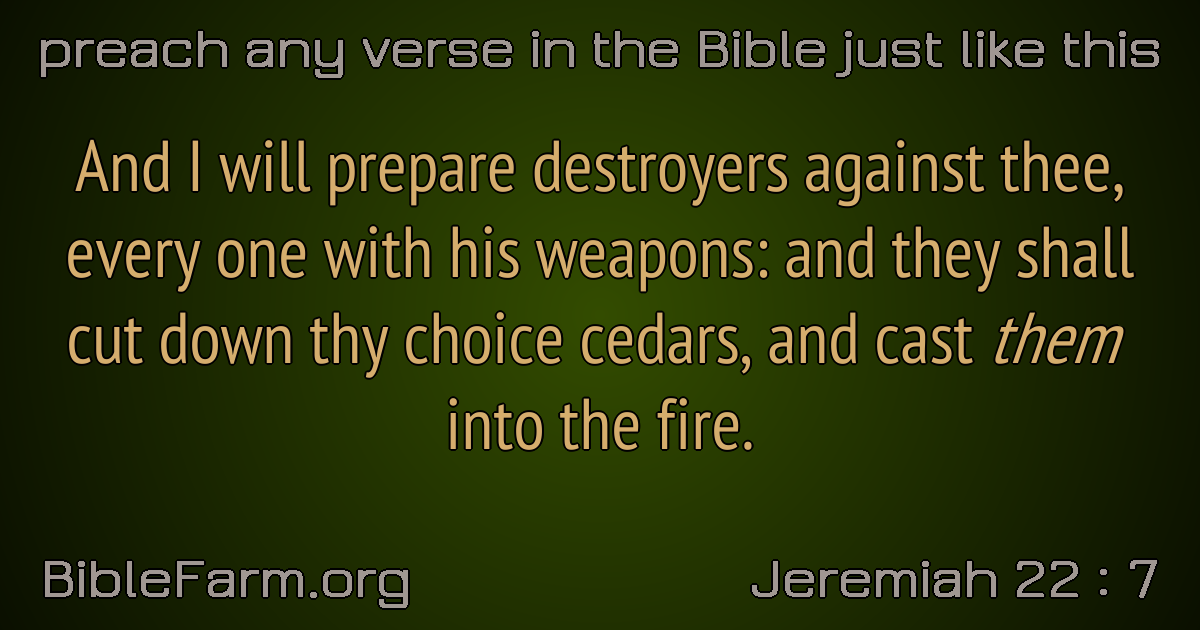 preach any verse in the Bible just like this
And I will prepare destroyers against thee,
every one with his weapons: and they shall
cut down thy choice cedars, and cast them
into the fire.
BibleFarm.org
Jeremiah 22 : 7